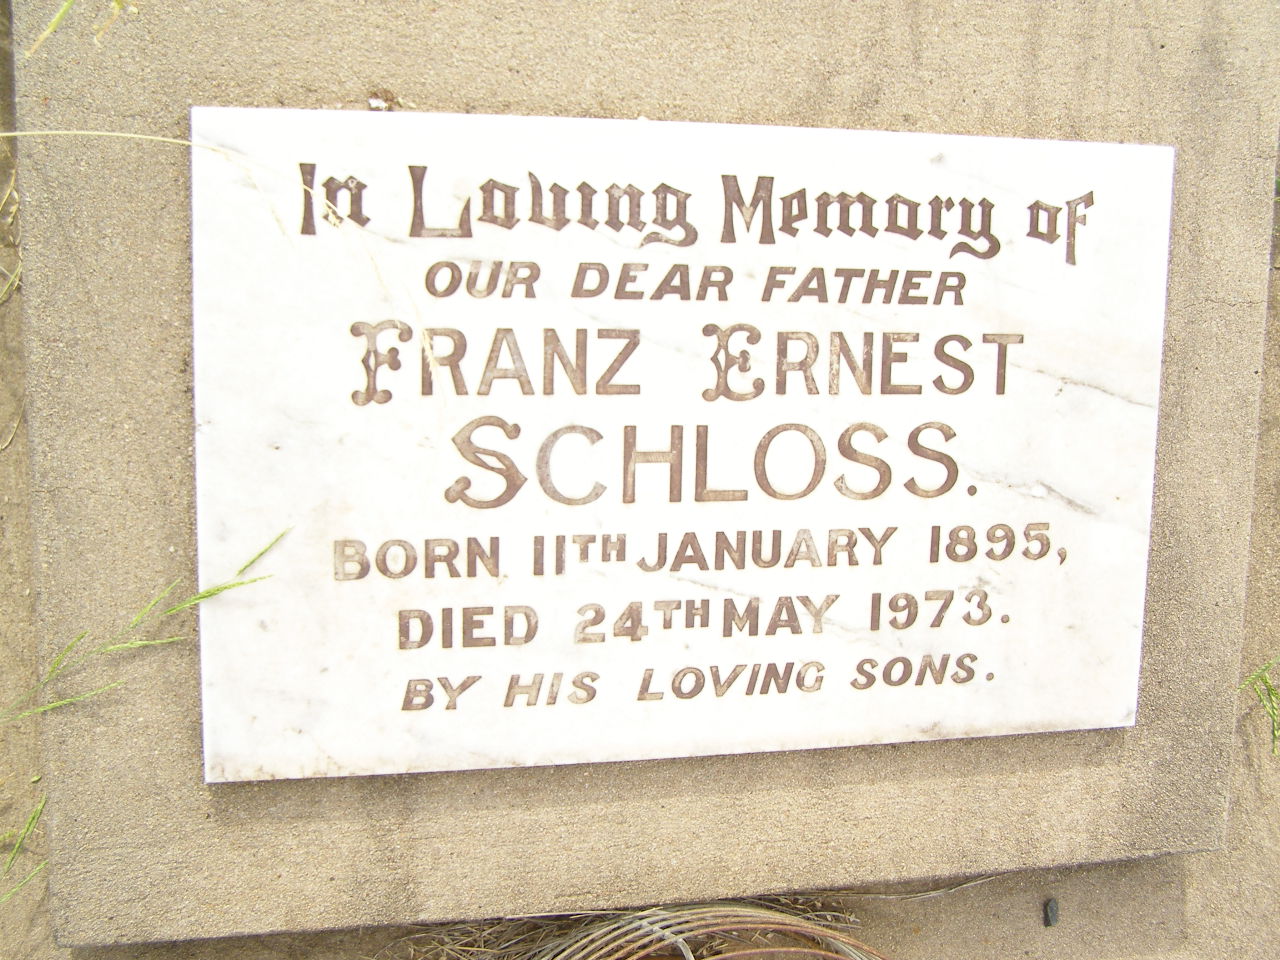 In Loving Memory of
OUR DEAR FATHER
FRANZ ERNEST
SCHLOSS.
BORN 11TH JANUARY 1895,
DIED 24TH MAY 1973.
BY HIS LOVING SONS.